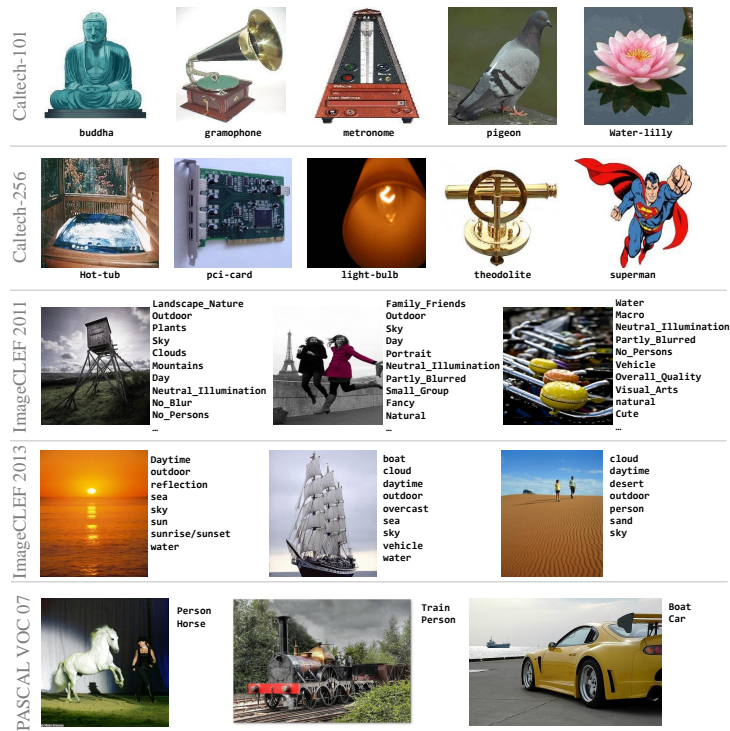 Caltech-101
buddha
gramophone
metronome
pigeon
Water-lilly
Caltech-256
Hot-tub
pci-card
light-bulb
theodolite
superman
ImageCLEF 2011
Landscape_Nature
Outdoor
Plants
Sky
Clouds
Mountains
Day
Neutral_Illumination
No_Blur
No_Persons
…
Family_Friends
Outdoor
Sky
Day
Portrait
Neutral_Illumination
Partly_Blurred
Small_Group
Fancy
Natural
…
Water
Macro
Neutral_Illumination
Partly_Blurred
No_Persons
Vehicle
Overall_Quality
Visual_Arts
natural
Cute
…
ImageCLEF 2013
Daytime
outdoor
reflection
sea
sky
sun
sunrise/sunset
water
boat
cloud
daytime
outdoor
overcast
sea
sky
vehicle
water
cloud
daytime
desert
outdoor
person
sand
sky
PASCAL VOC 07
Person
Horse
Train
Person
Boat
Car